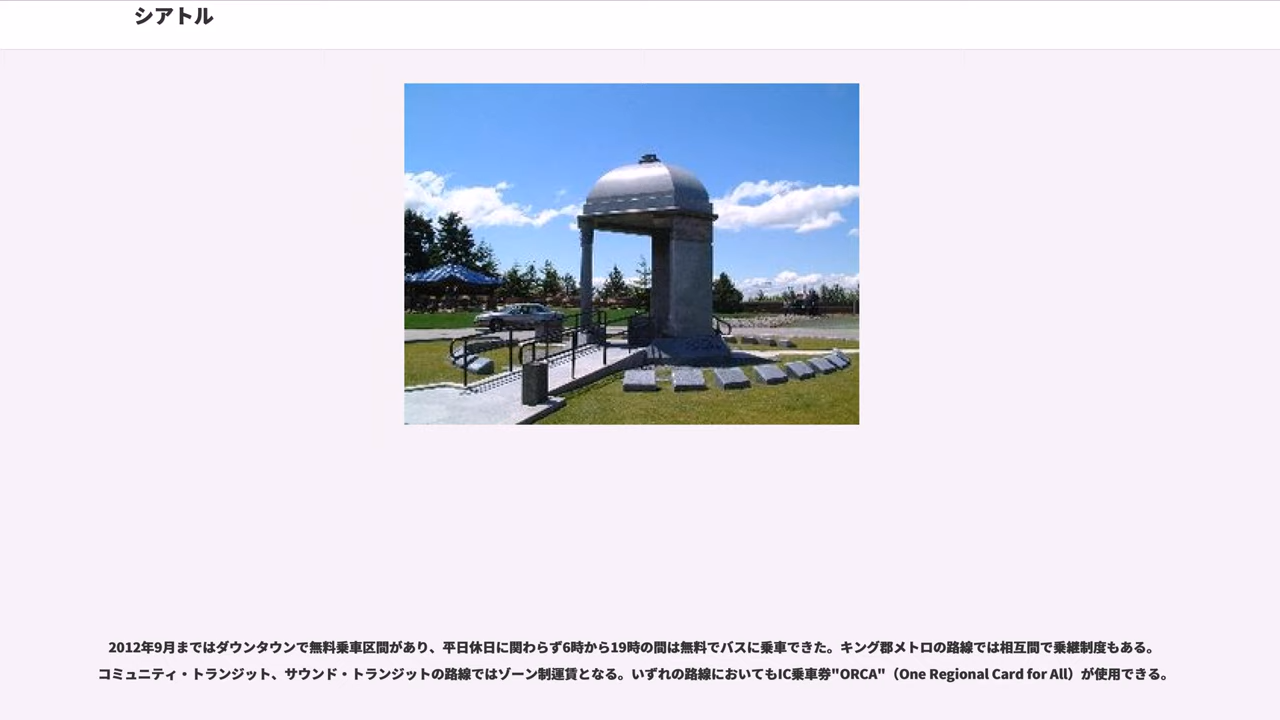 シアトル
2012年9月まではダウンタウンで無料乗車区間があり、平日休日に関わらず6時から19時の間は無料でバスに乗車できた。キング郡メトロの路線では相互間で乗継制度もある。
コミュニティ・トランジット、サウンド・トランジットの路線ではゾーン制運賃となる。いずれの路線においてもIC乗車券"ORCA"（One Regional Card for All）が使用できる。